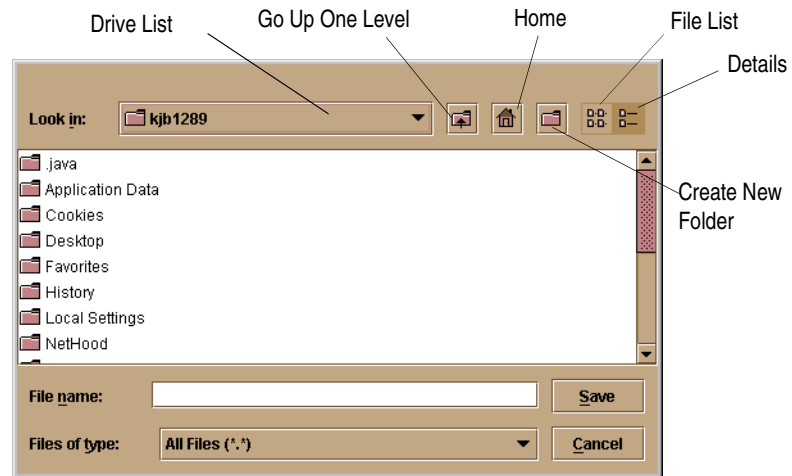 Drive List
Go Up One Level
Home
File List
Details
Look in:
kjb1289
.java
Application Data
Cookies
Desktop
Favorites
History
Local Settings
NetHood
Create New
Folder
File name:
Save
Files of type:
All Files (*.*)
Cancel